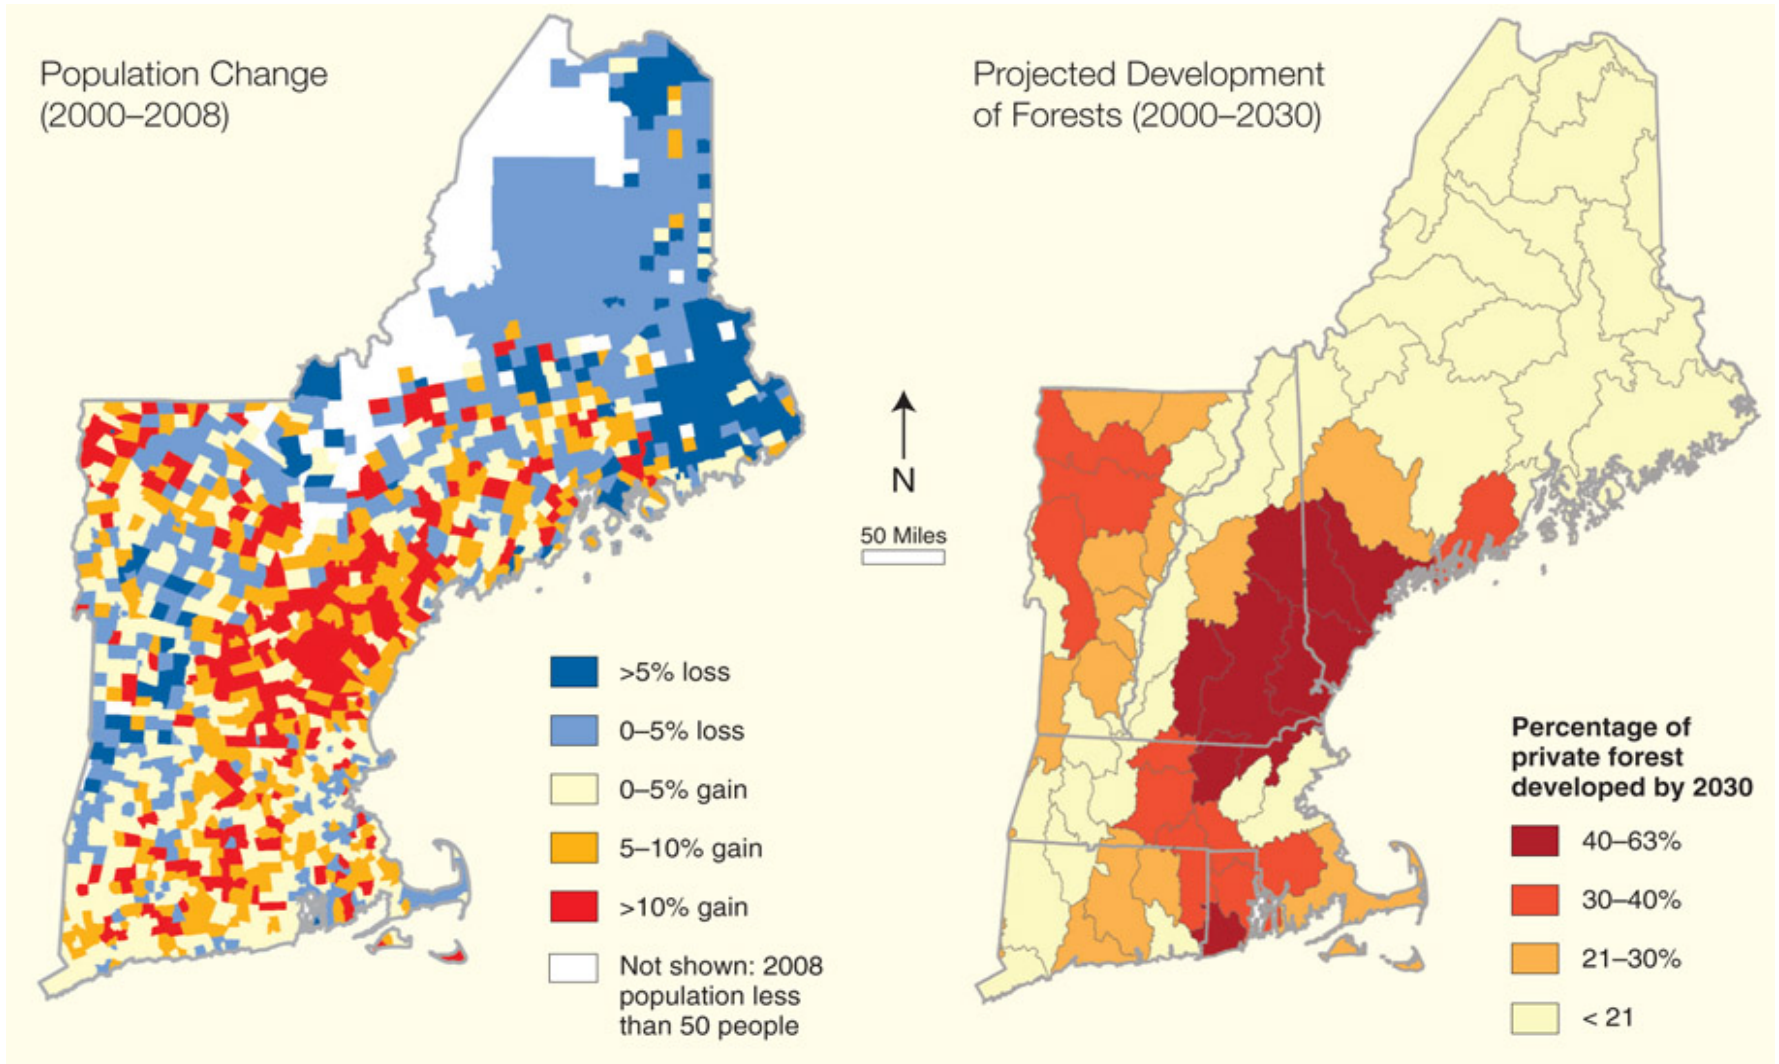 Population Change
(2000–2008)
Projected Development
of Forests (2000–2030)
N
50 Miles
>5% loss
0–5% loss
0–5% gain
5–10% gain
>10% gain
Not shown: 2008
population less
than 50 people
Percentage of
private forest
developed by 2030
40–63%
30–40%
21–30%
< 21